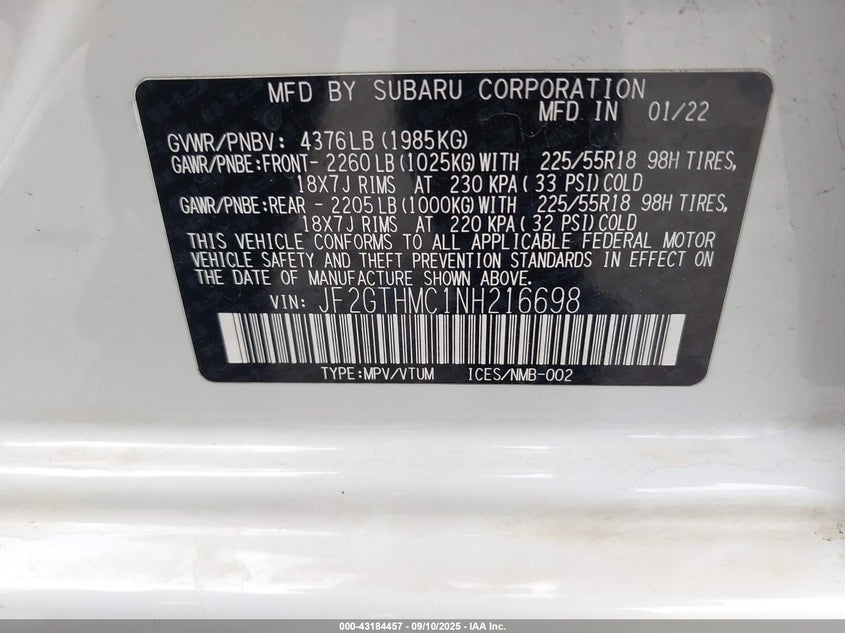 MFD BY SUBARU CORPORATION
MFD IN 01/22
GVWR/PNBV: 4376LB (1985KG)
GAWR/PNBE:FRONT- 2260 LB (1025KG) WITH 225/55R18 98H TIRES,
18X7J RIMS AT 230 KPA ( 33 PSI) COLD
GAWR/PNBE:REAR - 2205 LB (1000KG) WITH 225/55R18 98H TIRES,
18X7J RIMS AT 220 KPA ( 32 PSI) COLD
THIS VEHICLE CONFORMS TO ALL APPLICABLE FEDERAL MOTOR
VEHICLE SAFETY AND THEFT PREVENTION STANDARDS IN EFFECT ON
THE DATE OF MANUFACTURE SHOWN ABOVE.
VIN: JF2GTHMC1NH216698
TYPE:MPV/VTUM ICES/NMB-002
000-43184457 - 09/10/2025 - IAA Inc.